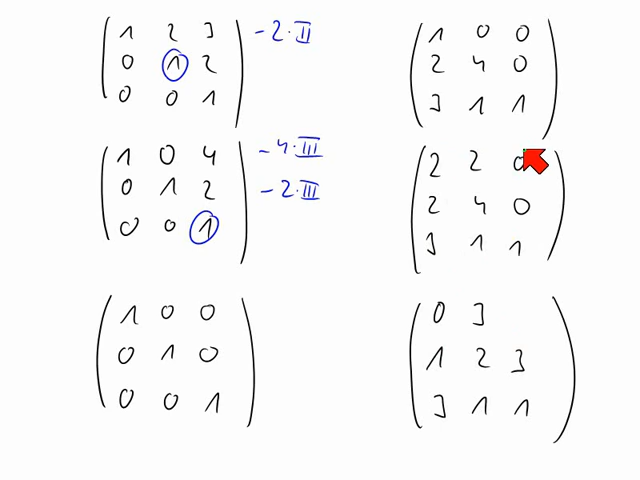 1 2 3 -2·II
0 1 2
0 0 1
1 0 4 -4·III
0 1 2 -2·III
0 0 1
1 0 0
0 1 0
0 0 1
1 0 0
2 4 0
3 1 1
2 2 0
2 4 0
3 1 1
0 3
1 2 3
3 1 1